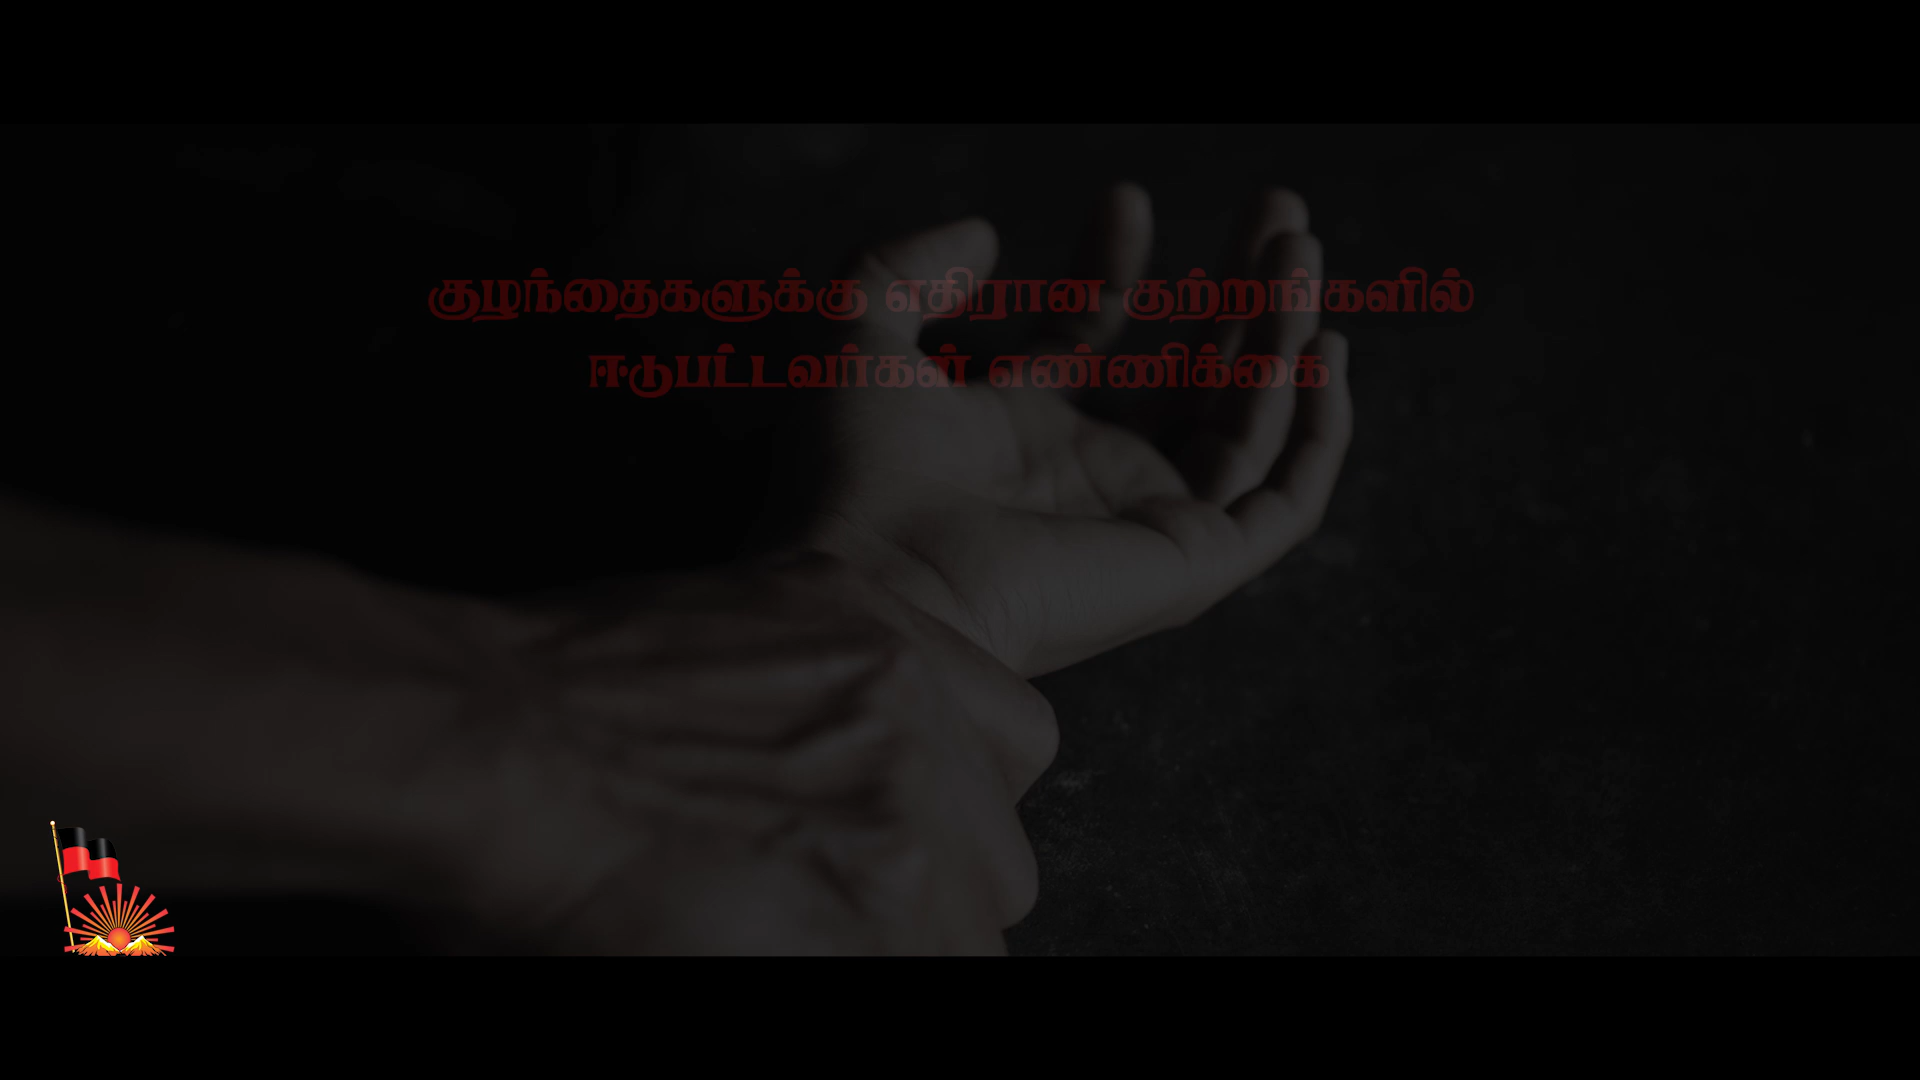 குழந்தைகளுக்கு எதிரான குற்றங்களில்
ஈடுபட்டவர்கள் எண்ணிக்கை